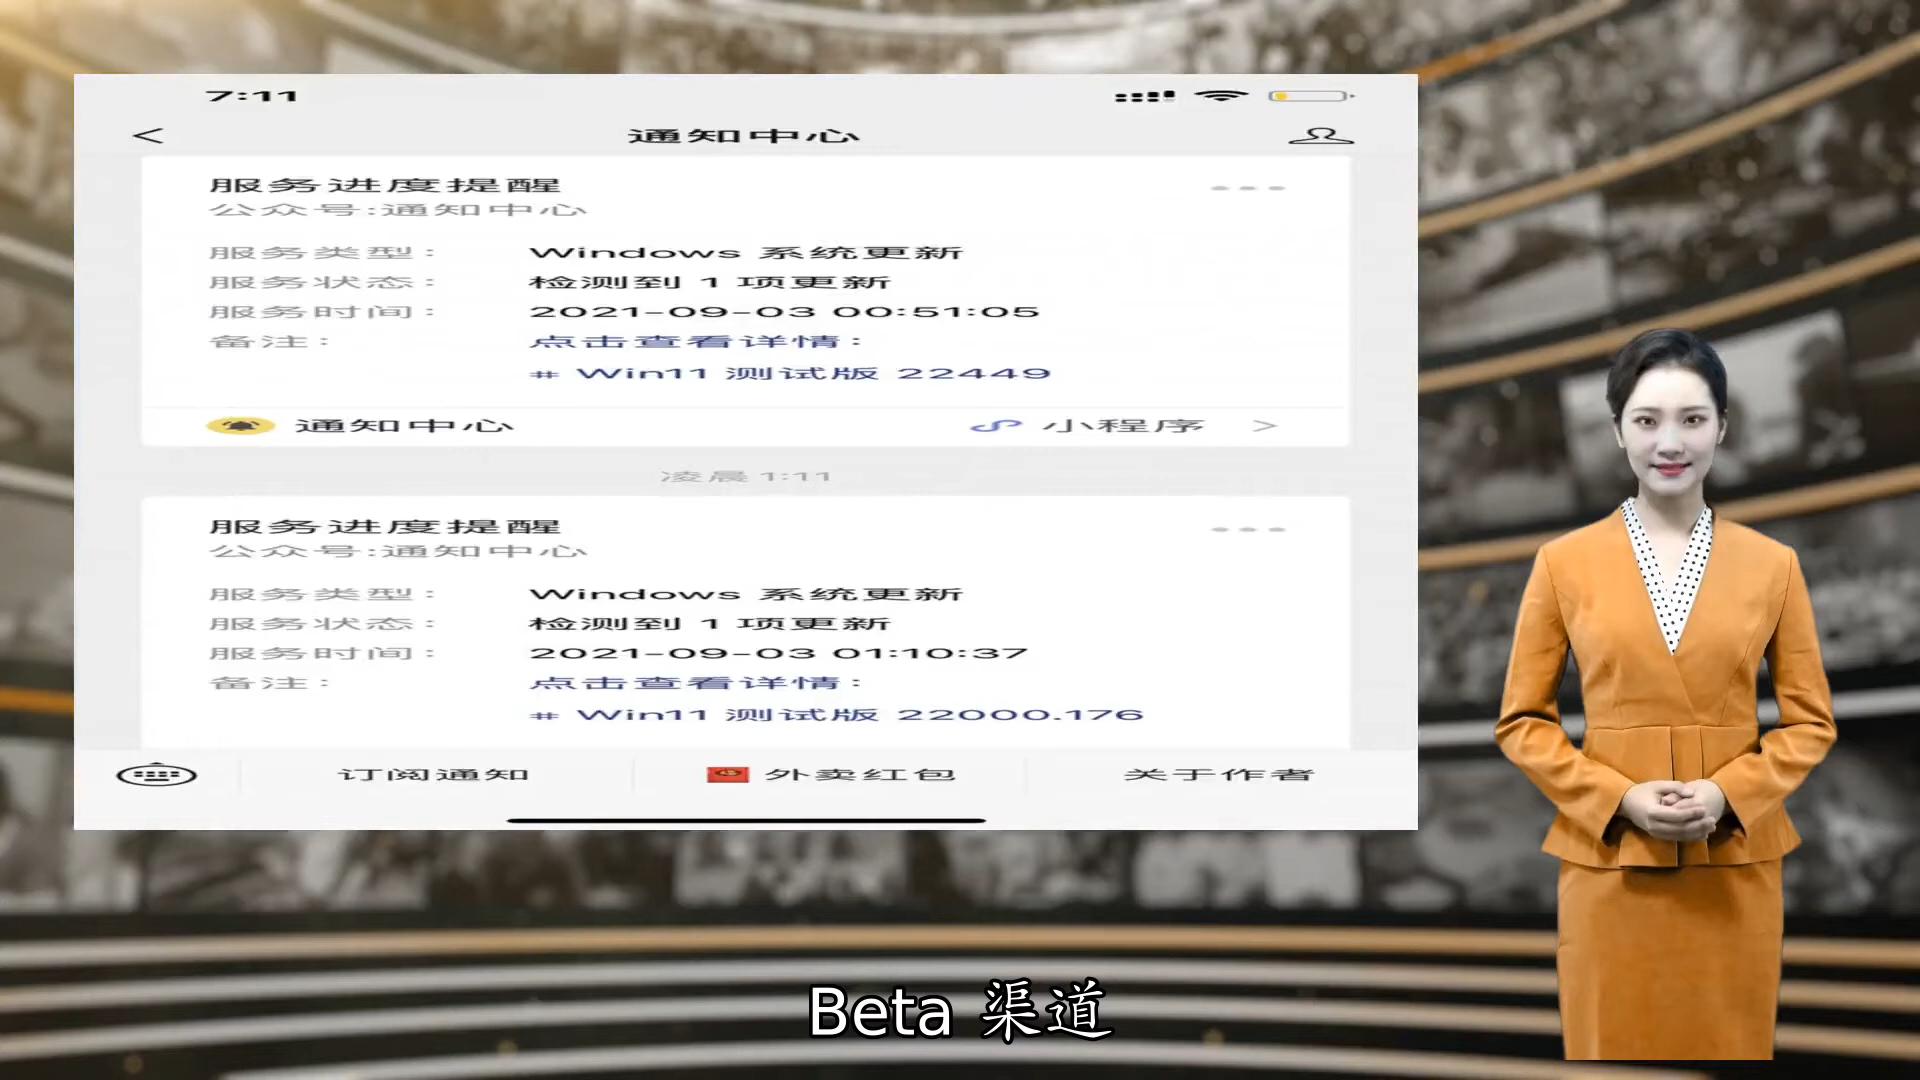 7:11
通知中心
服务进度提醒
公众号:通知中心
服务类型: Windows 系统更新
服务状态: 检测到 1 项更新
服务时间: 2021-09-03 00:51:05
备注: 点击查看详情:
# Win11 测试版 22449
通知中心 小程序
凌晨 1:11
服务进度提醒
公众号:通知中心
服务类型: Windows 系统更新
服务状态: 检测到 1 项更新
服务时间: 2021-09-03 01:10:37
备注: 点击查看详情:
# Win11 测试版 22000.176
订阅通知 外卖红包 关于作者
Beta 渠道